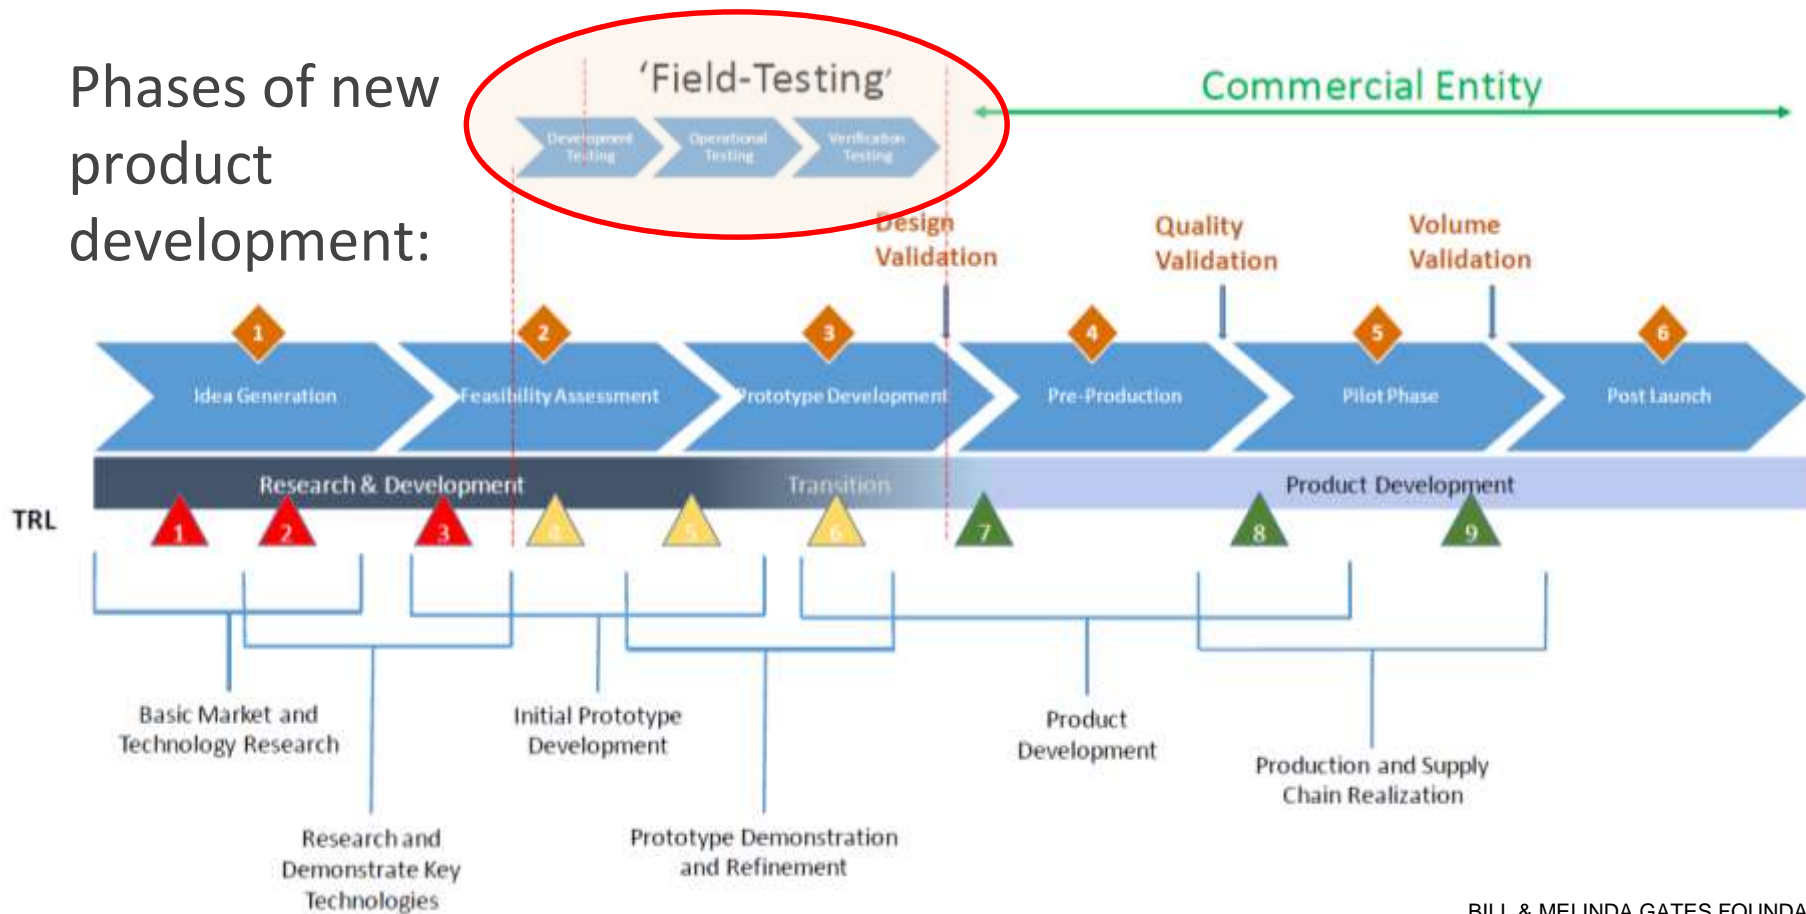 Phases of new
product
development:
'Field-Testing'
Development
Testing
Operational
Testing
Verification
Testing
Commercial Entity
Design
Validation
Quality
Validation
Volume
Validation
1
2
3
4
5
6
Idea Generation
Feasibility Assessment
Prototype Development
Pre-Production
Pilot Phase
Post Launch
Research & Development
Transition
Product Development
TRL
1
2
3
4
5
6
7
8
9
Basic Market and
Technology Research
Initial Prototype
Development
Product
Development
Production and Supply
Chain Realization
Research and
Demonstrate Key
Technologies
Prototype Demonstration
and Refinement
BILL & MELINDA GATES FOUNDA